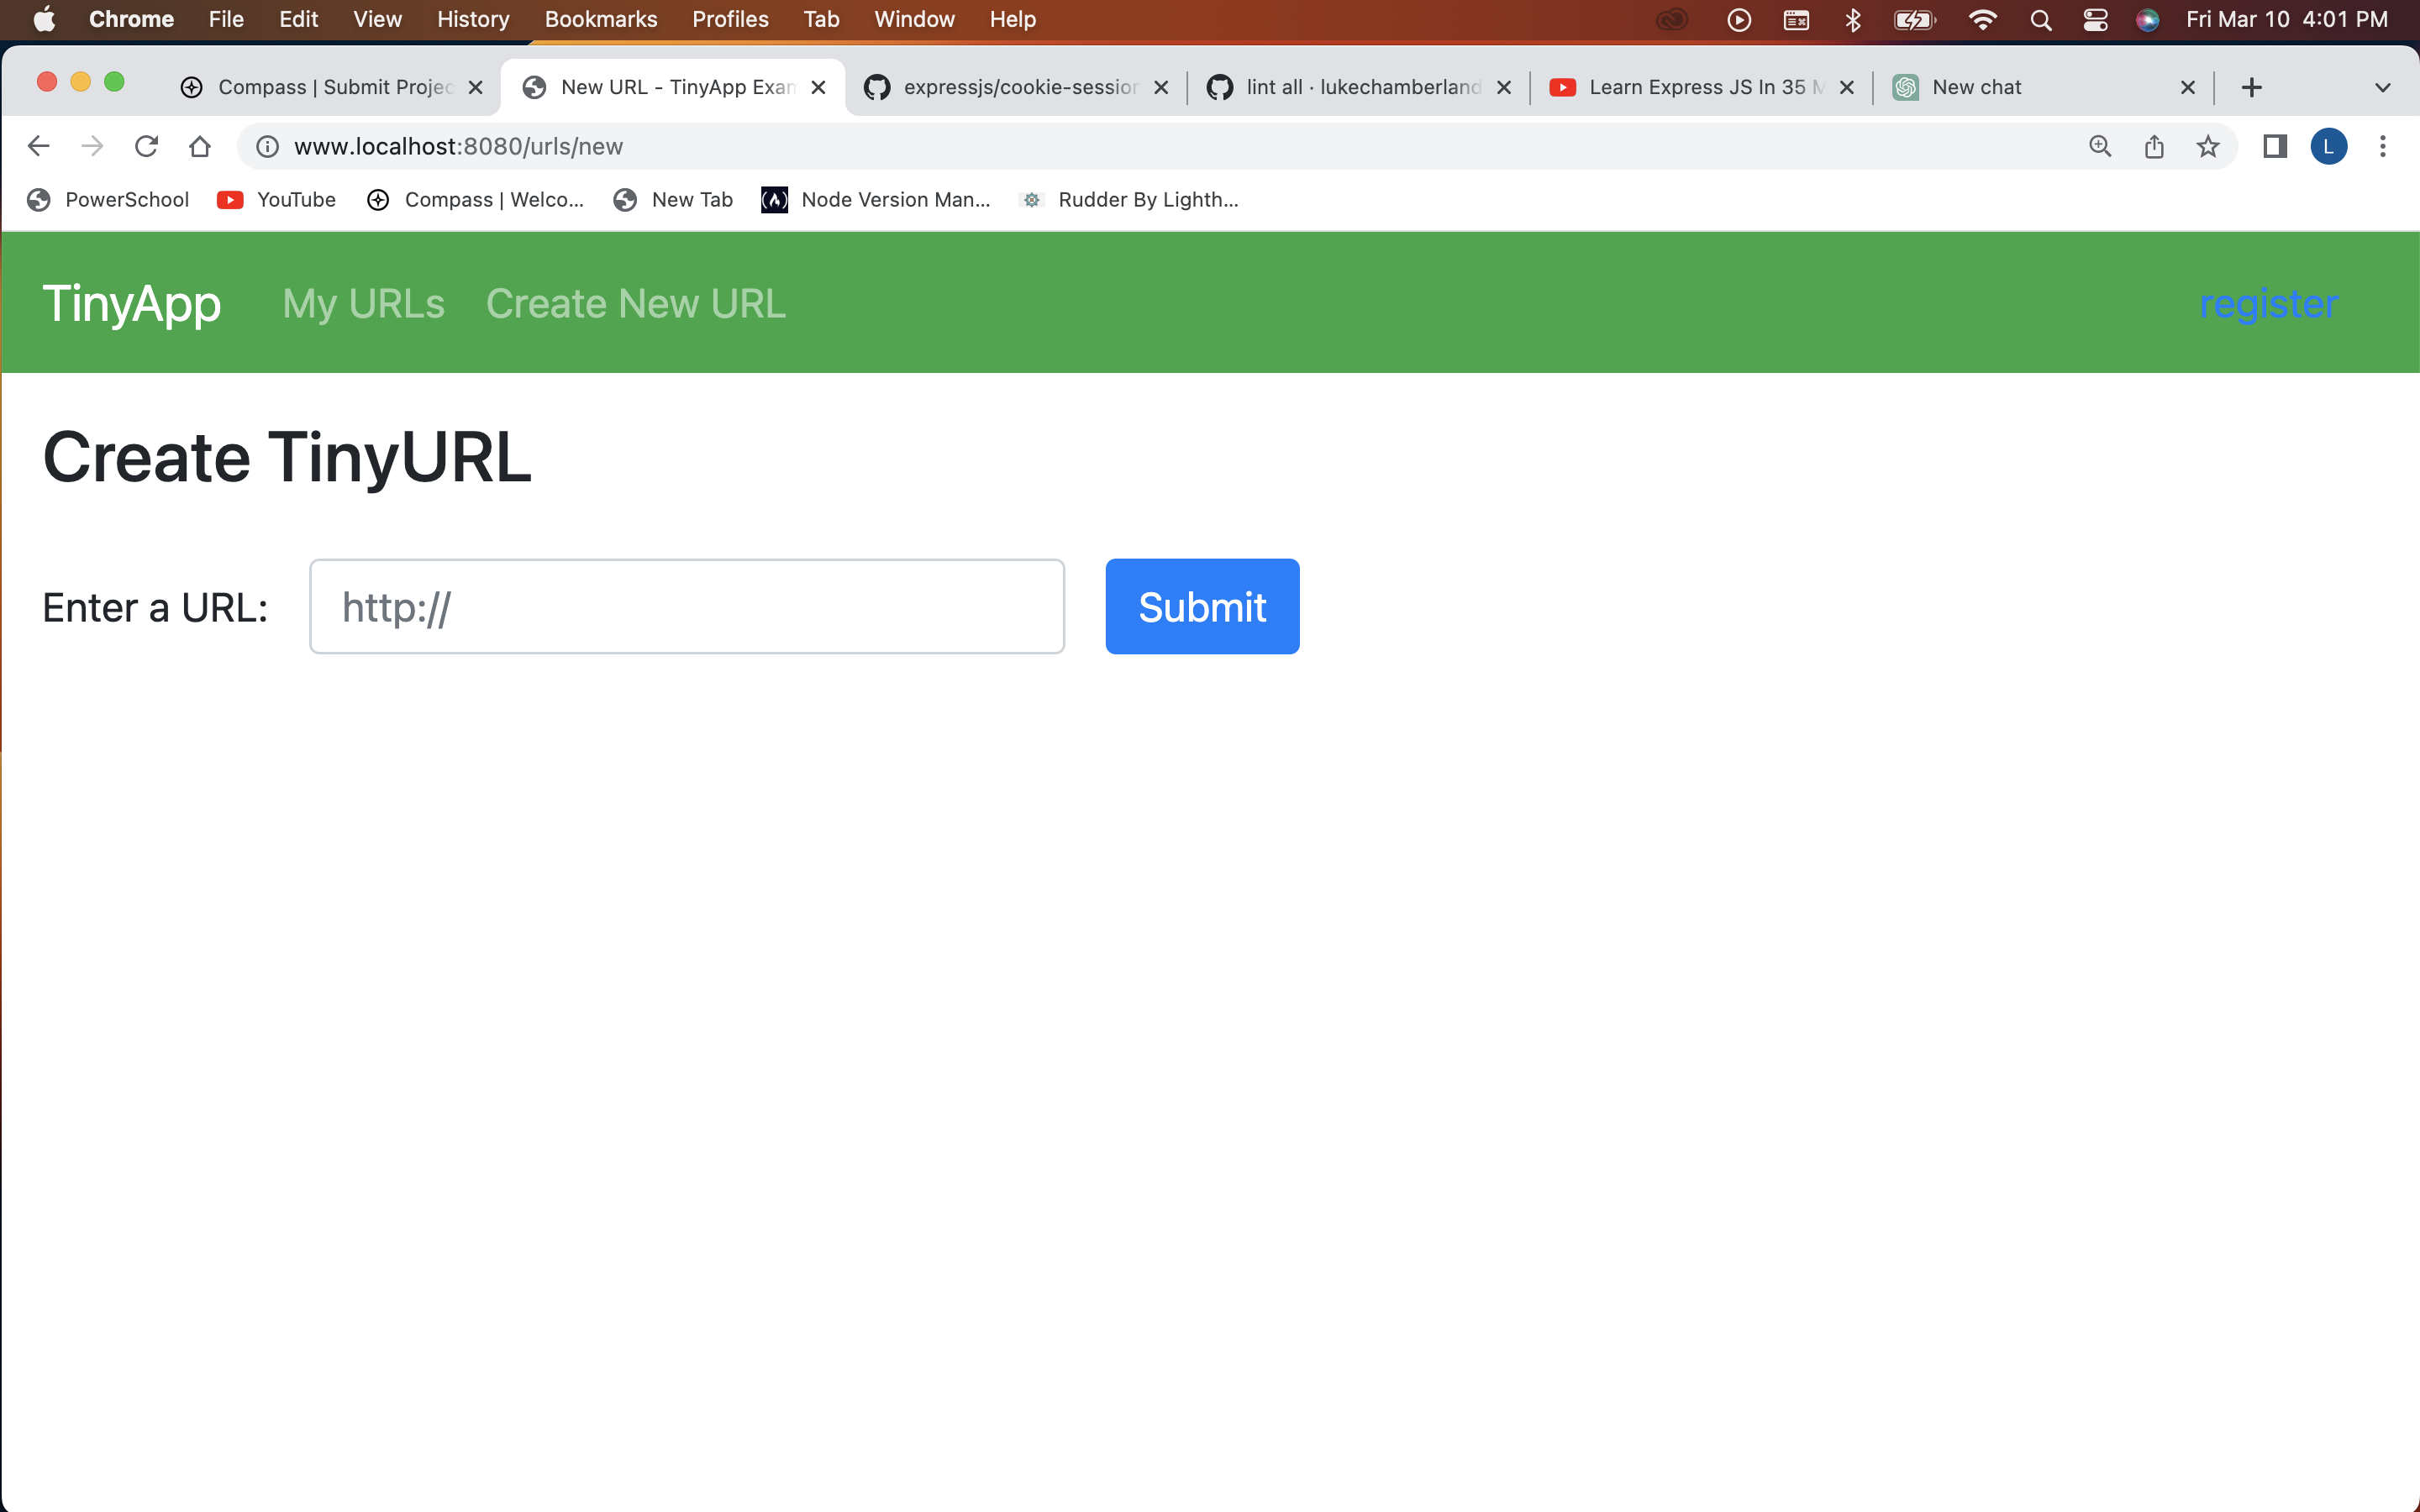 Chrome File Edit View History Bookmarks Profiles Tab Window Help Fri Mar 10 4:01 PM
Compass | Submit Projec New URL - TinyApp Exan expressjs/cookie-session lint all · lukechamberland Learn Express JS In 35 M New chat
www.localhost:8080/urls/new L
PowerSchool YouTube Compass | Welco... New Tab Node Version Man... Rudder By Lighth...
TinyApp My URLs Create New URL register
Create TinyURL
Enter a URL: http:// Submit